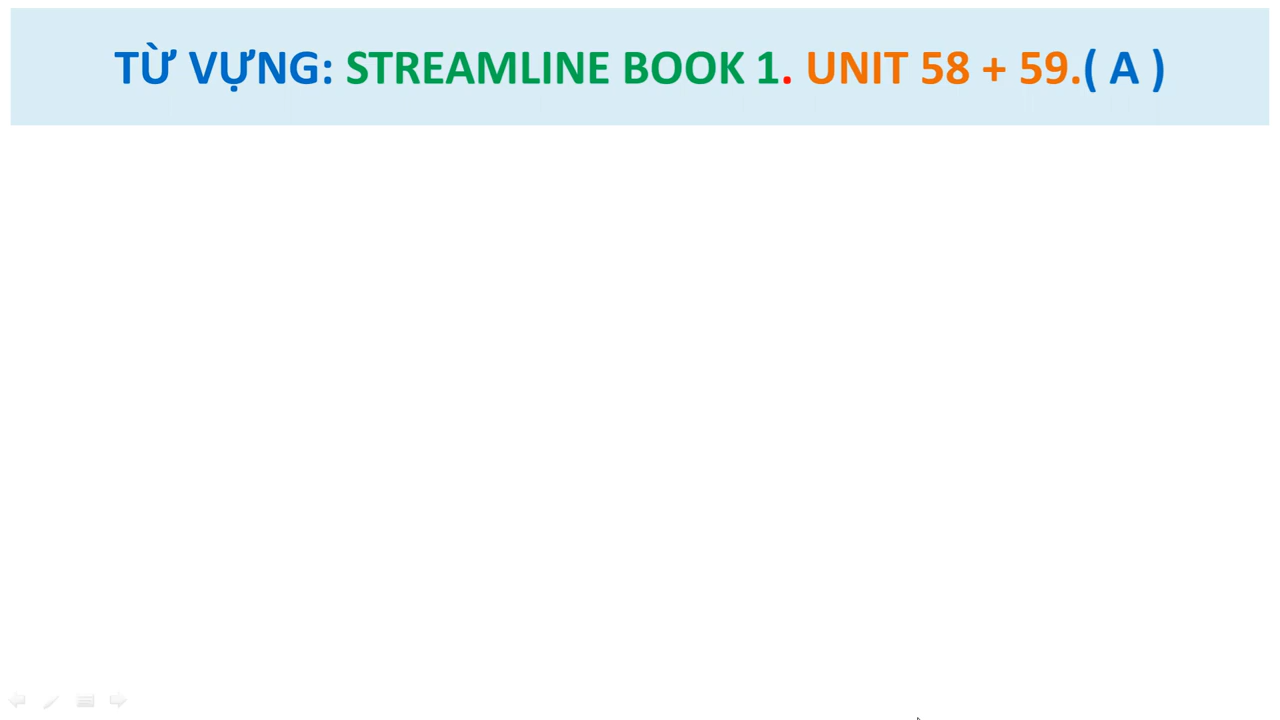 TỪ VỰNG: STREAMLINE BOOK 1. UNIT 58 + 59.( A )